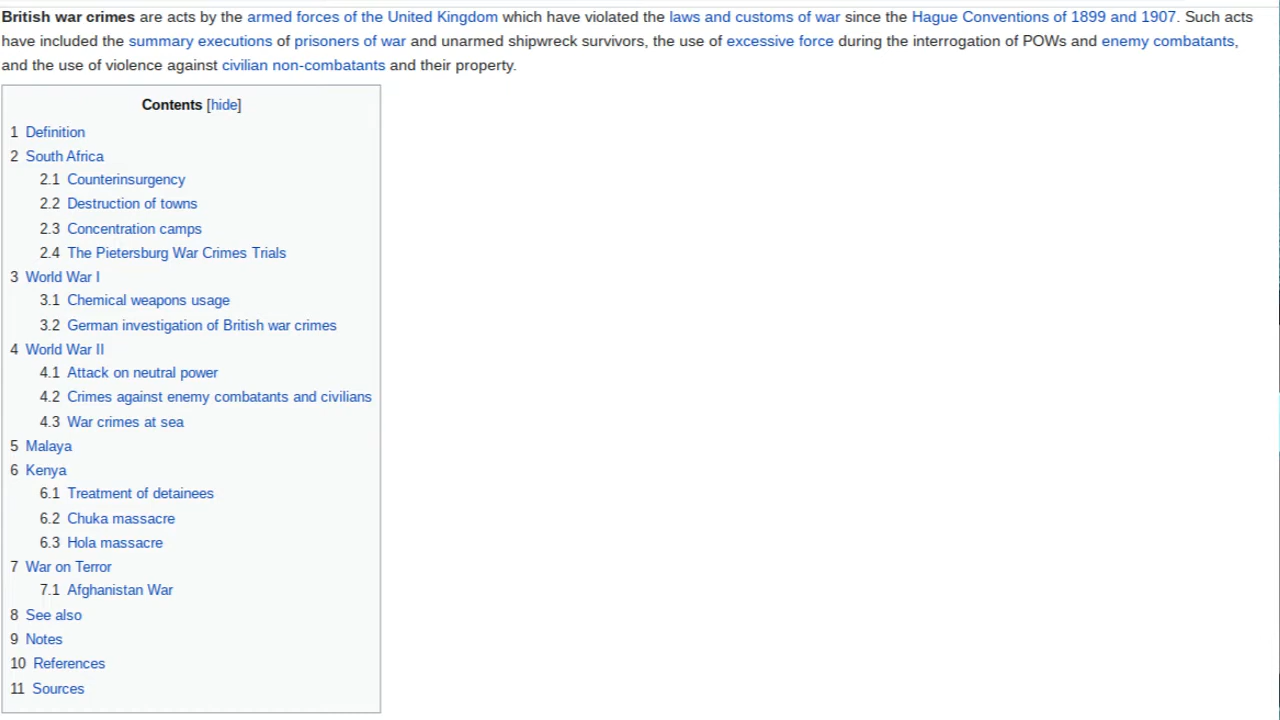 British war crimes are acts by the armed forces of the United Kingdom which have violated the laws and customs of war since the Hague Conventions of 1899 and 1907. Such acts
have included the summary executions of prisoners of war and unarmed shipwreck survivors, the use of excessive force during the interrogation of POWs and enemy combatants,
and the use of violence against civilian non-combatants and their property.
Contents [hide]
1 Definition
2 South Africa
2.1 Counterinsurgency
2.2 Destruction of towns
2.3 Concentration camps
2.4 The Pietersburg War Crimes Trials
3 World War I
3.1 Chemical weapons usage
3.2 German investigation of British war crimes
4 World War II
4.1 Attack on neutral power
4.2 Crimes against enemy combatants and civilians
4.3 War crimes at sea
5 Malaya
6 Kenya
6.1 Treatment of detainees
6.2 Chuka massacre
6.3 Hola massacre
7 War on Terror
7.1 Afghanistan War
8 See also
9 Notes
10 References
11 Sources